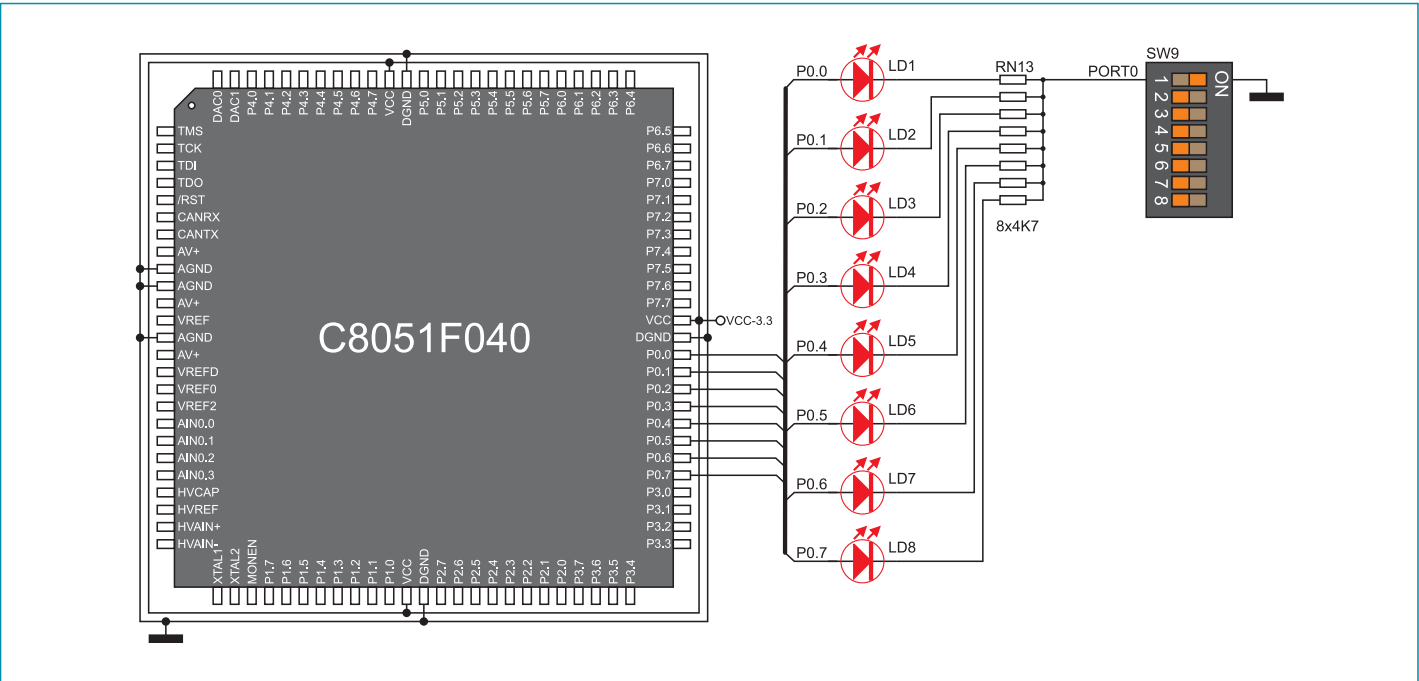 DAC0
DAC1
P4.0
P4.1
P4.2
P4.3
P4.4
P4.5
P4.6
P4.7
VCC
DGND
P5.0
P5.1
P5.2
P5.3
P5.4
P5.5
P5.6
P5.7
P6.0
P6.1
P6.2
P6.3
P6.4
TMS
TCK
TDI
TDO
/RST
CANRX
CANTX
AV+
AGND
AGND
AV+
VREF
AGND
AV+
VREFD
VREF0
VREF2
AIN0.0
AIN0.1
AIN0.2
AIN0.3
HVCAP
HVREF
HVAIN+
HVAIN-
C8051F040
P6.5
P6.6
P6.7
P7.0
P7.1
P7.2
P7.3
P7.4
P7.5
P7.6
P7.7
VCC
DGND
P0.0
P0.1
P0.2
P0.3
P0.4
P0.5
P0.6
P0.7
P3.0
P3.1
P3.2
P3.3
XTAL1
XTAL2
MONEN
P1.7
P1.6
P1.5
P1.4
P1.3
P1.2
P1.1
P1.0
VCC
DGND
P2.7
P2.6
P2.5
P2.4
P2.3
P2.2
P2.1
P2.0
P3.7
P3.6
P3.5
P3.4
VCC-3.3
P0.0
LD1
P0.1
LD2
P0.2
LD3
P0.3
LD4
P0.4
LD5
P0.5
LD6
P0.6
LD7
P0.7
LD8
RN13
8x4K7
PORT0
SW9
ON
1
2
3
4
5
6
7
8